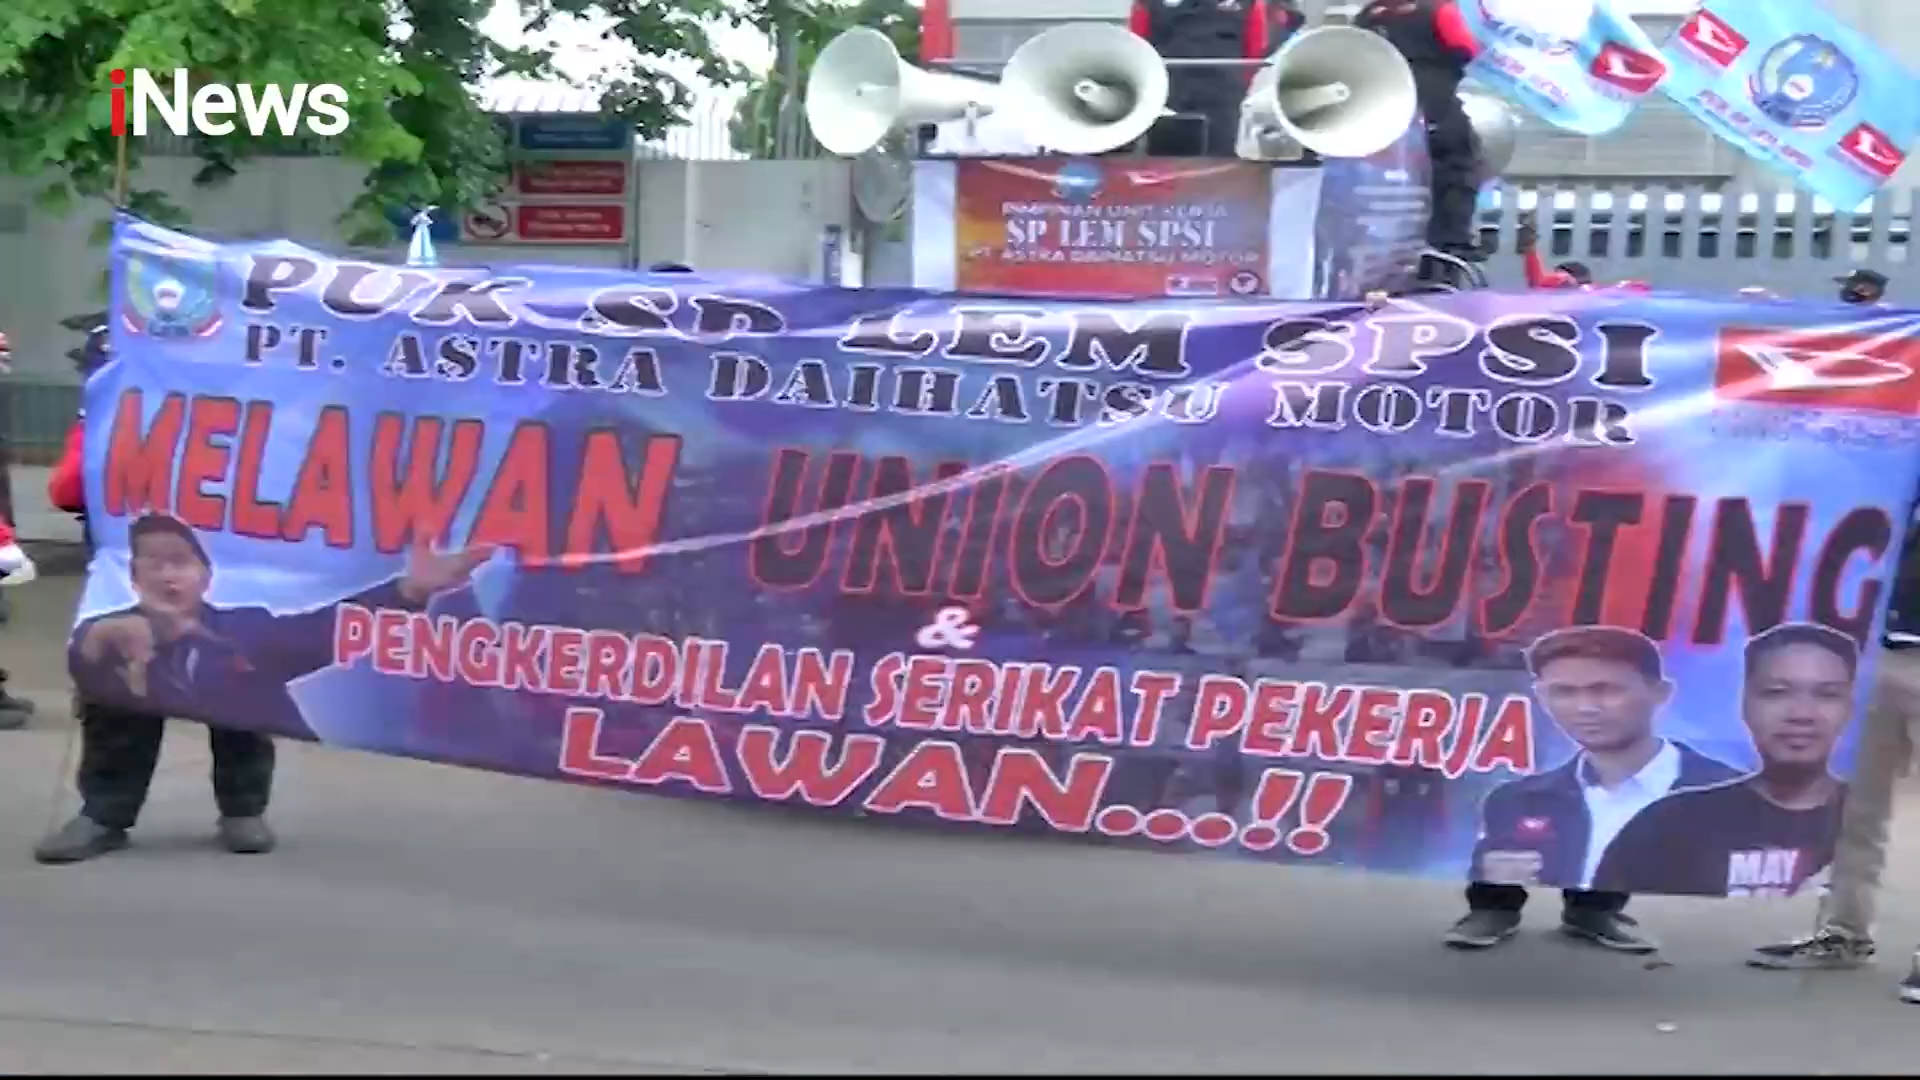 iNews
PIMPINAN UNIT KERJA
SP LEM SPSI
PT. ASTRA DAIHATSU MOTOR
PUK SP LEM SPSI
PT. ASTRA DAIHATSU MOTOR
MELAWAN UNION BUSTING
&
PENGKERDILAN SERIKAT PEKERJA
LAWAN...!!
MAY